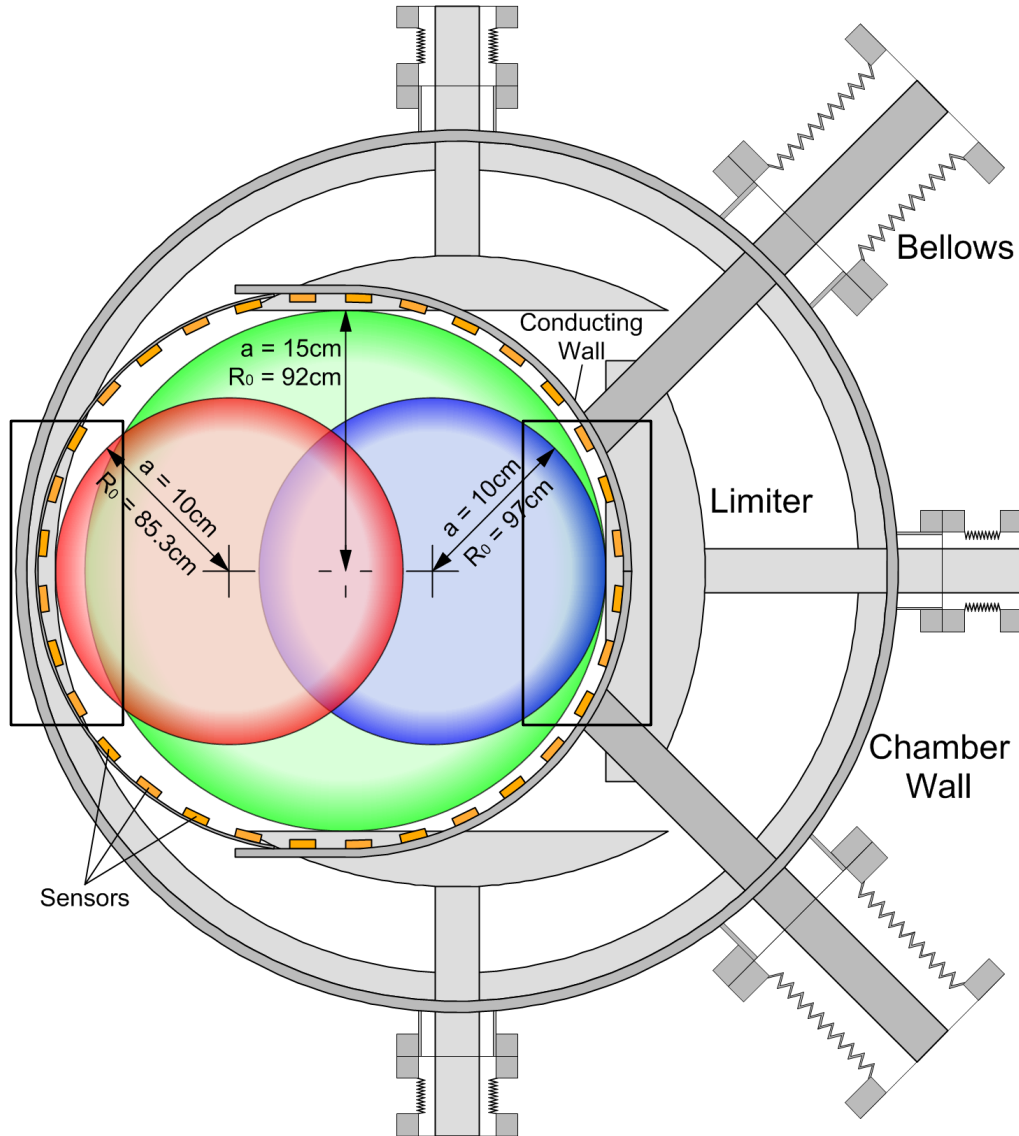 Bellows
Conducting
Wall
a = 15cm
R₀ = 92cm
a = 10cm
R₀ = 85.3cm
a = 10cm
R₀ = 97cm
Limiter
Chamber
Wall
Sensors